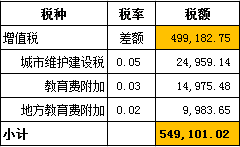 税种 税率 税额
增值税 差额 499,182.75
城市维护建设税 0.05 24,959.14
教育费附加 0.03 14,975.48
地方教育费附加 0.02 9,983.65
小计 549,101.02